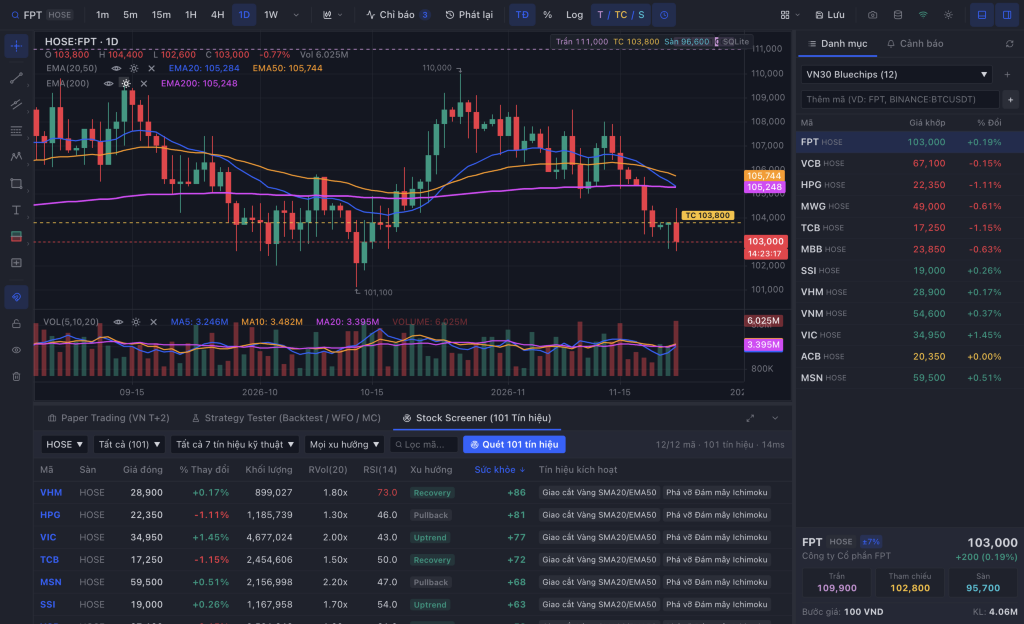 FPT HOSE 1m 5m 15m 1H 4H 1D 1W Chỉ báo 3 Phát lại TĐ % Log T / TC / S Lưu
HOSE:FPT · 1D
O 103,800 H 104,400 L 102,600 C 103,000 -0.77% Vol 6.025M
Trần 111,000 TC 103,800 Sàn 96,600 SQLite
EMA(20,50) EMA20: 105,284 EMA50: 105,744
EMA(200) EMA200: 105,248
110,000
101,100
111,000
110,000
109,000
108,000
107,000
106,000
105,744
105,248
105,000
104,000
TC 103,800
103,000
14:23:17
102,000
101,000
VOL(5,10,20) MA5: 3.246M MA10: 3.482M MA20: 3.395M VOLUME: 6.025M
6.025M
3.395M
800K
09-15 2026-10 10-15 2026-11 11-15 202
Danh mục Cảnh báo
VN30 Bluechips (12) ▼ +
Thêm mã (VD: FPT, BINANCE:BTCUSDT) +
Mã Giá khớp % Đổi
FPT HOSE 103,000 +0.19%
VCB HOSE 67,100 -0.15%
HPG HOSE 22,350 -1.11%
MWG HOSE 49,000 -0.61%
TCB HOSE 17,250 -1.15%
MBB HOSE 23,850 -0.63%
SSI HOSE 19,000 +0.26%
VHM HOSE 28,900 +0.17%
VNM HOSE 54,600 +0.37%
VIC HOSE 34,950 +1.45%
ACB HOSE 20,350 +0.00%
MSN HOSE 59,500 +0.51%
Paper Trading (VN T+2) Strategy Tester (Backtest / WFO / MC) Stock Screener (101 Tín hiệu)
HOSE ▼ Tất cả (101) ▼ Tất cả 7 tín hiệu kỹ thuật ▼ Mọi xu hướng ▼ Lọc mã... Quét 101 tín hiệu 12/12 mã · 101 tín hiệu · 14ms
Mã Sàn Giá đóng % Thay đổi Khối lượng RVol(20) RSI(14) Xu hướng Sức khỏe ↓ Tín hiệu kích hoạt
VHM HOSE 28,900 +0.17% 899,027 1.80x 73.0 Recovery +86 Giao cắt Vàng SMA20/EMA50 Phá vỡ Đám mây Ichimoku
HPG HOSE 22,350 -1.11% 1,185,739 1.30x 46.0 Pullback +81 Giao cắt Vàng SMA20/EMA50 Phá vỡ Đám mây Ichimoku
VIC HOSE 34,950 +1.45% 4,677,024 2.00x 43.0 Uptrend +77 Giao cắt Vàng SMA20/EMA50 Phá vỡ Đám mây Ichimoku
TCB HOSE 17,250 -1.15% 2,454,606 1.50x 50.0 Recovery +72 Giao cắt Vàng SMA20/EMA50 Phá vỡ Đám mây Ichimoku
MSN HOSE 59,500 +0.51% 2,156,998 2.20x 47.0 Pullback +68 Giao cắt Vàng SMA20/EMA50 Phá vỡ Đám mây Ichimoku
SSI HOSE 19,000 +0.26% 1,167,958 1.70x 54.0 Uptrend +63 Giao cắt Vàng SMA20/EMA50 Phá vỡ Đám mây Ichimoku
FPT HOSE ±7% 103,000
Công ty Cổ phần FPT +200 (0.19%)
Trần Tham chiếu Sàn
109,900 102,800 95,700
Bước giá: 100 VND KL: 4.06M